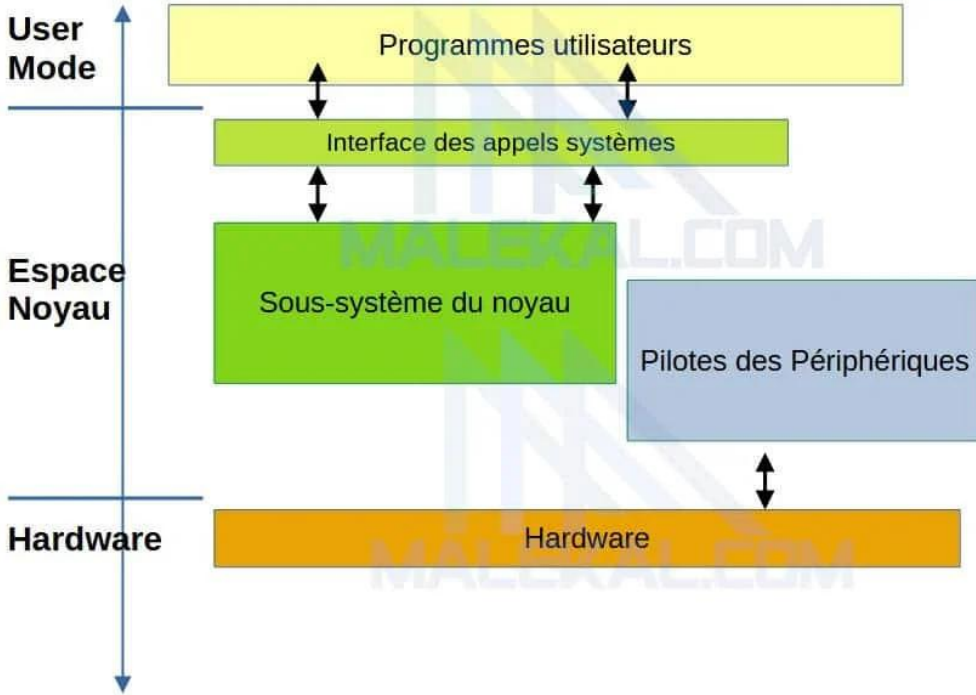 User
Mode
Programmes utilisateurs
Interface des appels systèmes
MALEKAL.COM
Espace
Noyau
Sous-système du noyau
Pilotes des Périphériques
Hardware
Hardware
MALEKAL.COM